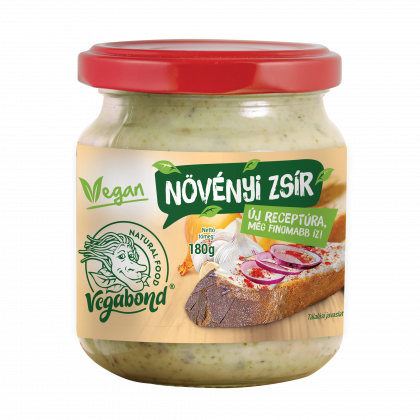 Vegan
NÖVÉNYI ZSÍR
ÚJ RECEPTÚRA,
MÉG FINOMABB ÍZ!
Nettó
tömeg:
180g
NATURAL FOOD
Vegabond®
Tálalási javaslat